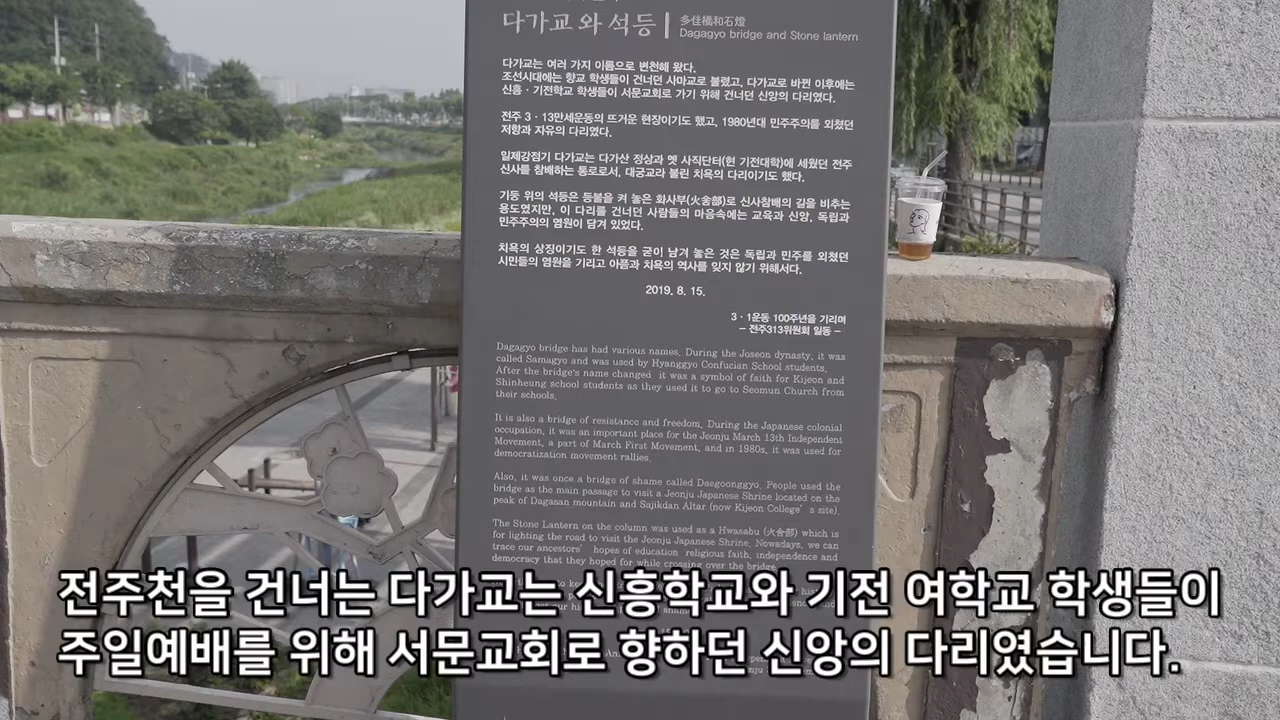 다가교와 석등
多佳橋和石燈
Dagagyo bridge and Stone lantern
다가교는 여러 가지 이름으로 변천해 왔다.
조선시대에는 향교 학생들이 건너던 사마교로 불렸고, 다가교로 바뀐 이후에는
신흥 · 기전학교 학생들이 서문교회로 가기 위해 건너던 신앙의 다리였다.
전주 3 · 13만세운동의 뜨거운 현장이기도 했고, 1980년대 민주주의를 외쳤던
저항과 자유의 다리였다.
일제강점기 다가교는 다가산 정상과 옛 사직단터(현 기전대학)에 세웠던 전주
신사를 참배하는 통로로서, 대궁교라 불린 치욕의 다리이기도 했다.
기둥 위의 석등은 등불을 켜 놓은 화사부(火舍部)로 신사참배의 길을 비추는
용도였지만, 이 다리를 건너던 사람들의 마음속에는 교육과 신앙, 독립과
민주주의의 염원이 담겨 있었다.
치욕의 상징이기도 한 석등을 굳이 남겨 놓은 것은 독립과 민주를 외쳤던
시민들의 염원을 기리고 아픔과 치욕의 역사를 잊지 않기 위해서다.
2019. 8. 15.
3 · 1운동 100주년을 기리며
– 전주313위원회 일동 –
Dagagyo bridge has had various names. During the Joseon dynasty, it was
called Samagyo and was used by Hyanggyo Confucian School students.
After the bridge's name changed it was a symbol of faith for Kijeon and
Shinheung school students as they used it to go to Seomun Church from
their schools.
It is also a bridge of resistance and freedom. During the Japanese colonial
occupation, it was an important place for the Jeonju March 13th Independent
Movement, a part of March First Movement, and in 1980s, it was used for
democratization movement rallies.
Also, it was once a bridge of shame called Daegoonggyo. People used the
bridge as the main passage to visit a Jeonju Japanese Shrine located on the
peak of Dagasan mountain and Sajikdan Altar (now Kijeon College' s site).
The Stone Lantern on the column was used as a Hwasabu (火舍部) which is
for lighting the road to visit the Jeonju Japanese Shrine. Nowadays, we can
trace our ancestors' hopes of education religious faith, independence and
democracy that they hoped for while crossing over the bridge.
전주천을 건너는 다가교는 신흥학교와 기전 여학교 학생들이
주일예배를 위해 서문교회로 향하던 신앙의 다리였습니다.